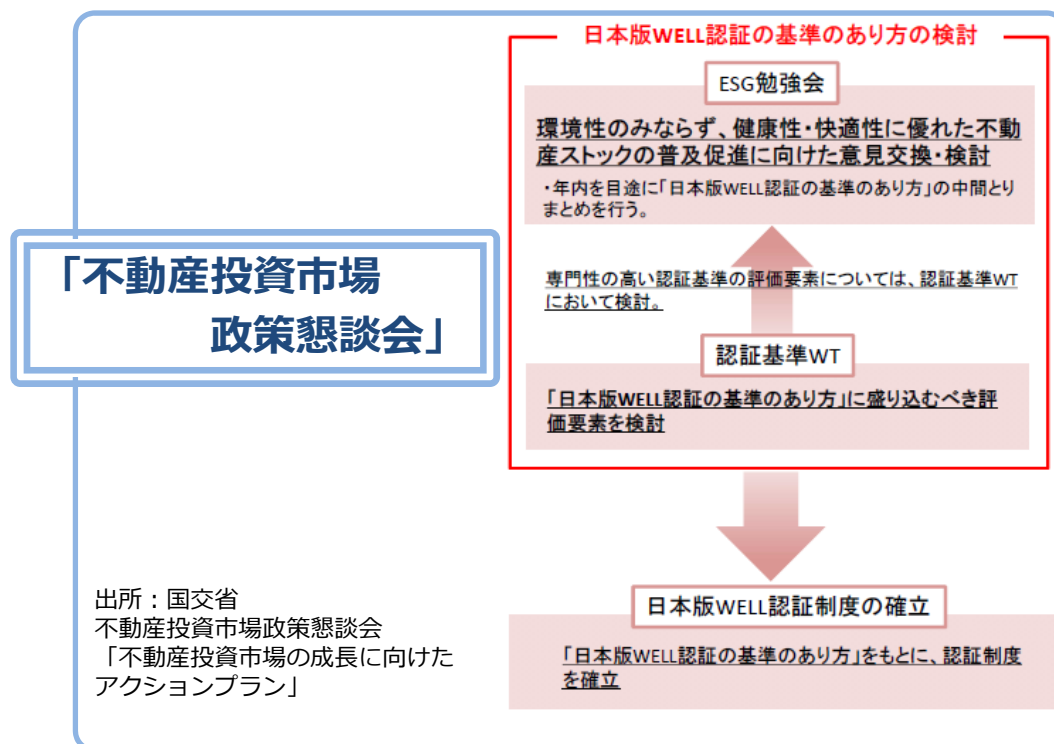 「不動産投資市場
政策懇談会」
出所：国交省
不動産投資市場政策懇談会
「不動産投資市場の成長に向けた
アクションプラン」
日本版WELL認証の基準のあり方の検討
ESG勉強会
環境性のみならず、健康性・快適性に優れた不動
産ストックの普及促進に向けた意見交換・検討
・年内を目途に「日本版WELL認証の基準のあり方」の中間とり
まとめを行う。
専門性の高い認証基準の評価要素については、認証基準WT
において検討。
認証基準WT
「日本版WELL認証の基準のあり方」に盛り込むべき評
価要素を検討
日本版WELL認証制度の確立
「日本版WELL認証の基準のあり方」をもとに、認証制度
を確立